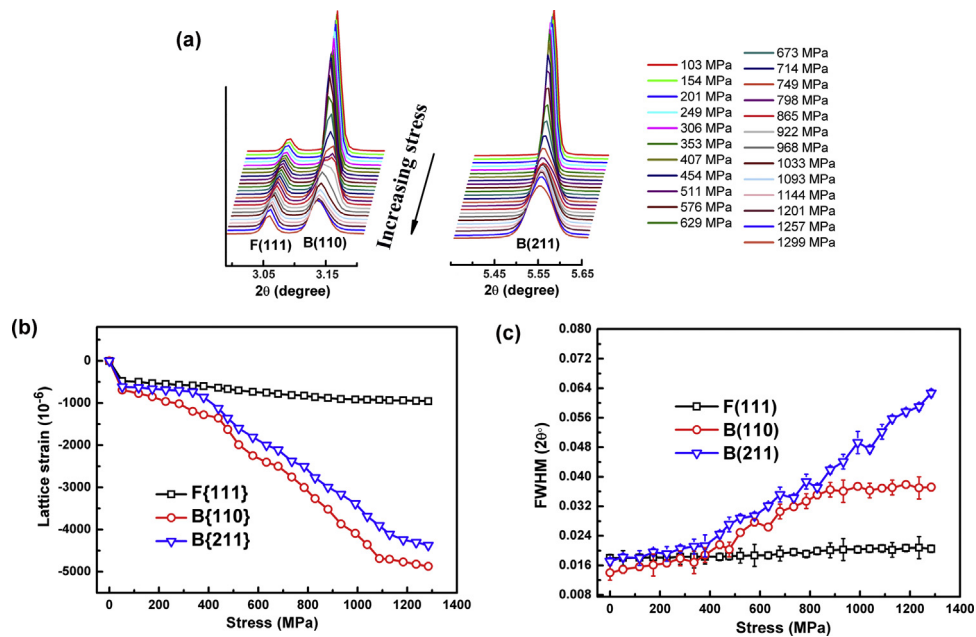 (a)
Increasing stress
F(111)
B(110)
3.05
3.15
2θ (degree)
B(211)
5.45
5.55
5.65
2θ (degree)
103 MPa
154 MPa
201 MPa
249 MPa
306 MPa
353 MPa
407 MPa
454 MPa
511 MPa
576 MPa
629 MPa
673 MPa
714 MPa
749 MPa
798 MPa
865 MPa
922 MPa
968 MPa
1033 MPa
1093 MPa
1144 MPa
1201 MPa
1257 MPa
1299 MPa
(b)
Lattice strain (10⁻⁶)
0
-1000
-2000
-3000
-4000
-5000
F{111}
B{110}
B{211}
0 200 400 600 800 1000 1200 1400
Stress (MPa)
(c)
FWHM (2θ°)
0.080
0.072
0.064
0.056
0.048
0.040
0.032
0.024
0.016
0.008
F(111)
B(110)
B(211)
0 200 400 600 800 1000 1200 1400
Stress (MPa)